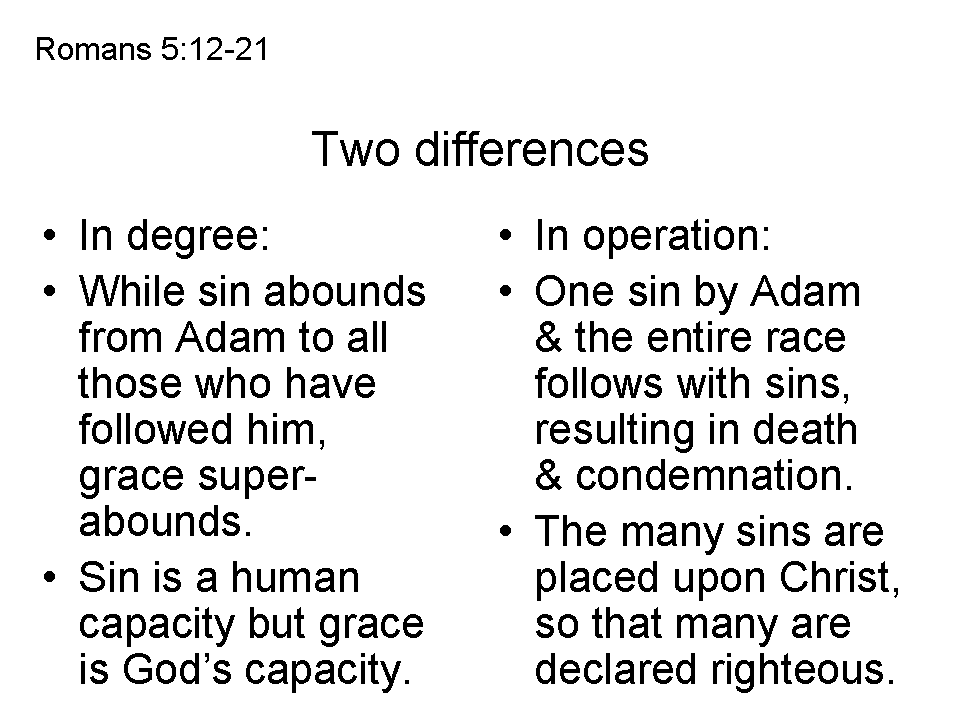 Romans 5:12-21
Two differences
• In degree:
• While sin abounds
from Adam to all
those who have
followed him,
grace super-
abounds.
• Sin is a human
capacity but grace
is God’s capacity.
• In operation:
• One sin by Adam
& the entire race
follows with sins,
resulting in death
& condemnation.
• The many sins are
placed upon Christ,
so that many are
declared righteous.